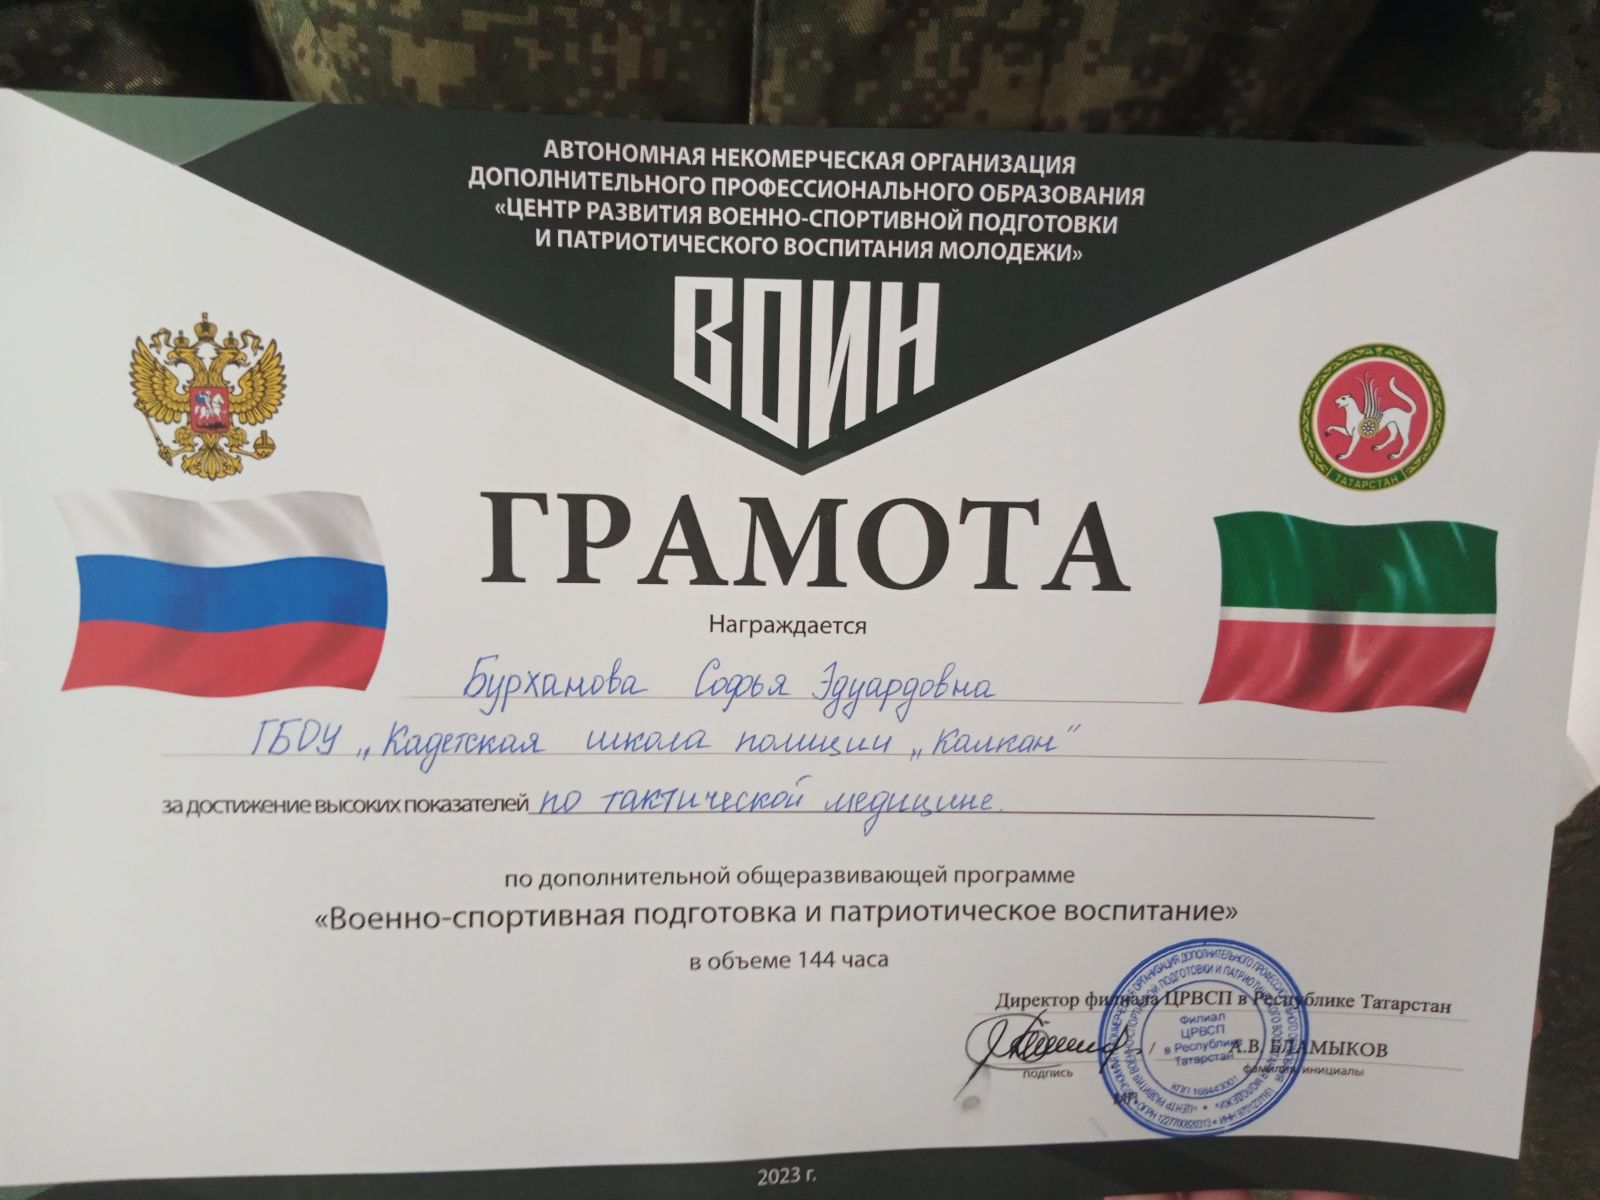 АВТОНОМНАЯ НЕКОМЕРЧЕСКАЯ ОРГАНИЗАЦИЯ
ДОПОЛНИТЕЛЬНОГО ПРОФЕССИОНАЛЬНОГО ОБРАЗОВАНИЯ
«ЦЕНТР РАЗВИТИЯ ВОЕННО-СПОРТИВНОЙ ПОДГОТОВКИ
И ПАТРИОТИЧЕСКОГО ВОСПИТАНИЯ МОЛОДЕЖИ»
ВОИН
ТАТАРСТАН
ГРАМОТА
Награждается
Бурханова Софья Эдуардовна
ГБОУ „Кадетская школа полиции „Калкан"
за достижение высоких показателей по тактической медицине.
по дополнительной общеразвивающей программе
«Военно-спортивная подготовка и патриотическое воспитание»
в объеме 144 часа
Директор филиала ЦРВСП в Республике Татарстан
/ А.В. БЛАМЫКОВ
подпись фамилия, инициалы
МП
Филиал
ЦРВСП
в Республике
Татарстан
2023 г.